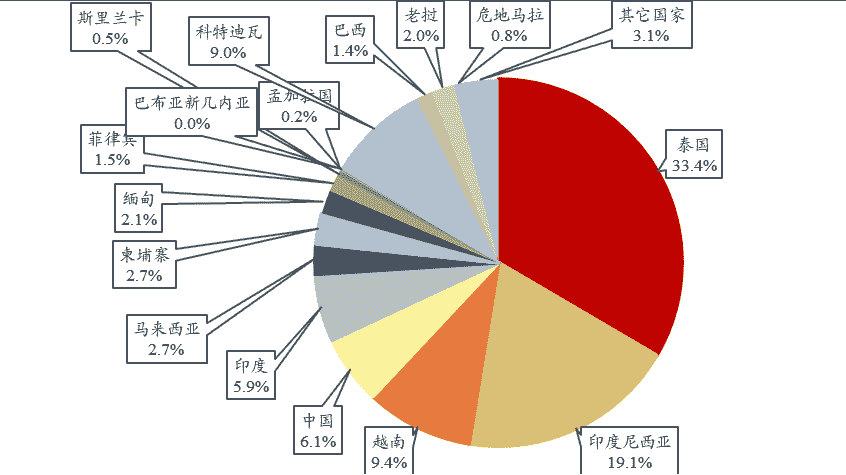 斯里兰卡
0.5%
科特迪瓦
9.0%
巴西
1.4%
老挝
2.0%
危地马拉
0.8%
其它国家
3.1%
巴布亚新几内亚
0.0%
孟加拉国
0.2%
菲律宾
1.5%
泰国
33.4%
缅甸
2.1%
柬埔寨
2.7%
马来西亚
2.7%
印度
5.9%
中国
6.1%
越南
9.4%
印度尼西亚
19.1%